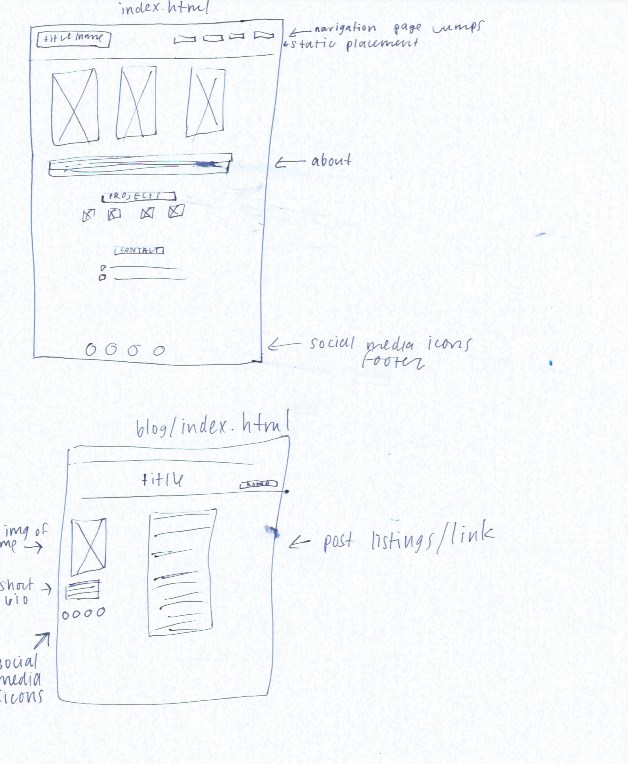 index.html
title name
navigation page jumps
static placement
about
PROJECTS
CONTACT
social media icons
footer
blog/index.html
title
img of
me
post listings/link
short
bio
social
media
icons